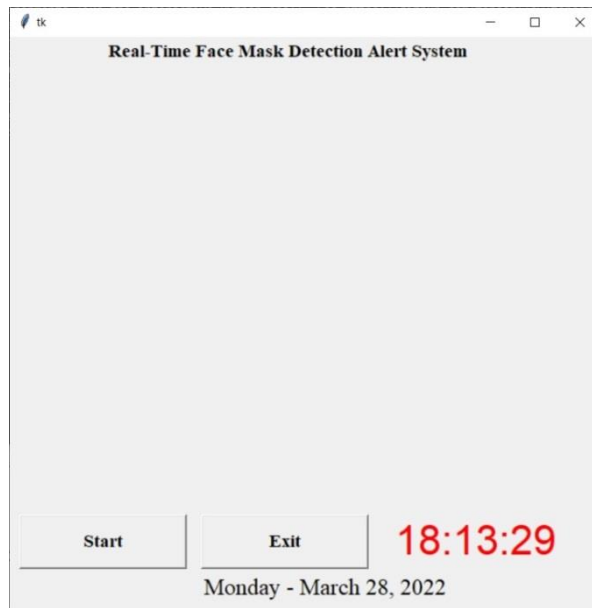 tk
Real-Time Face Mask Detection Alert System
Start Exit 18:13:29
Monday - March 28, 2022